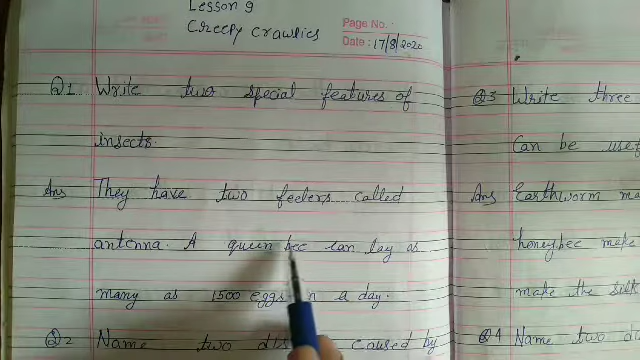 Lesson 9
Creepy Crawlies
Page No.
Date: 17/8/2020
Q1 Write two special features of
insects.
Ans They have two feelers called
antenna. A queen bee can lay as
many as 1500 eggs in a day.
Q2 Name two caused by
Q3 Write three
Can be
Ans Earthworm
honeybee make
make the silk
Q4 Name two